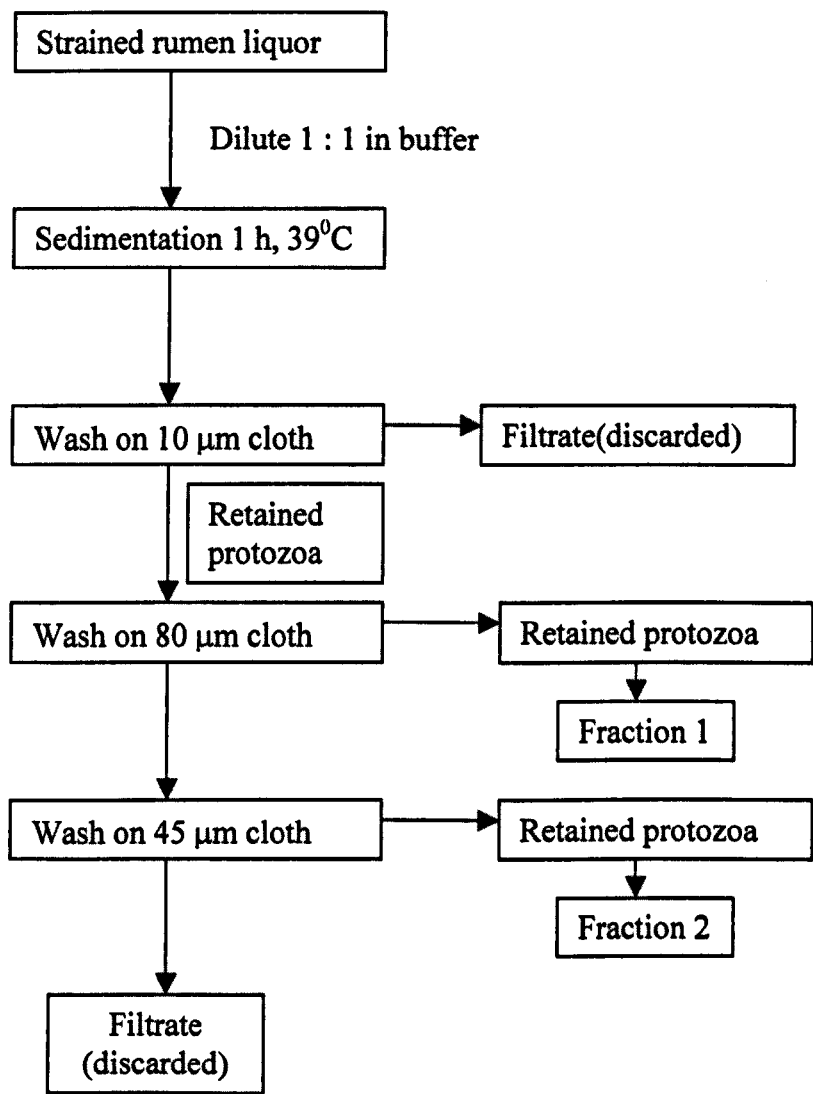 Strained rumen liquor
Dilute 1 : 1 in buffer
Sedimentation 1 h, 39⁰C
Wash on 10 μm cloth
Filtrate(discarded)
Retained
protozoa
Wash on 80 μm cloth
Retained protozoa
Fraction 1
Wash on 45 μm cloth
Retained protozoa
Fraction 2
Filtrate
(discarded)